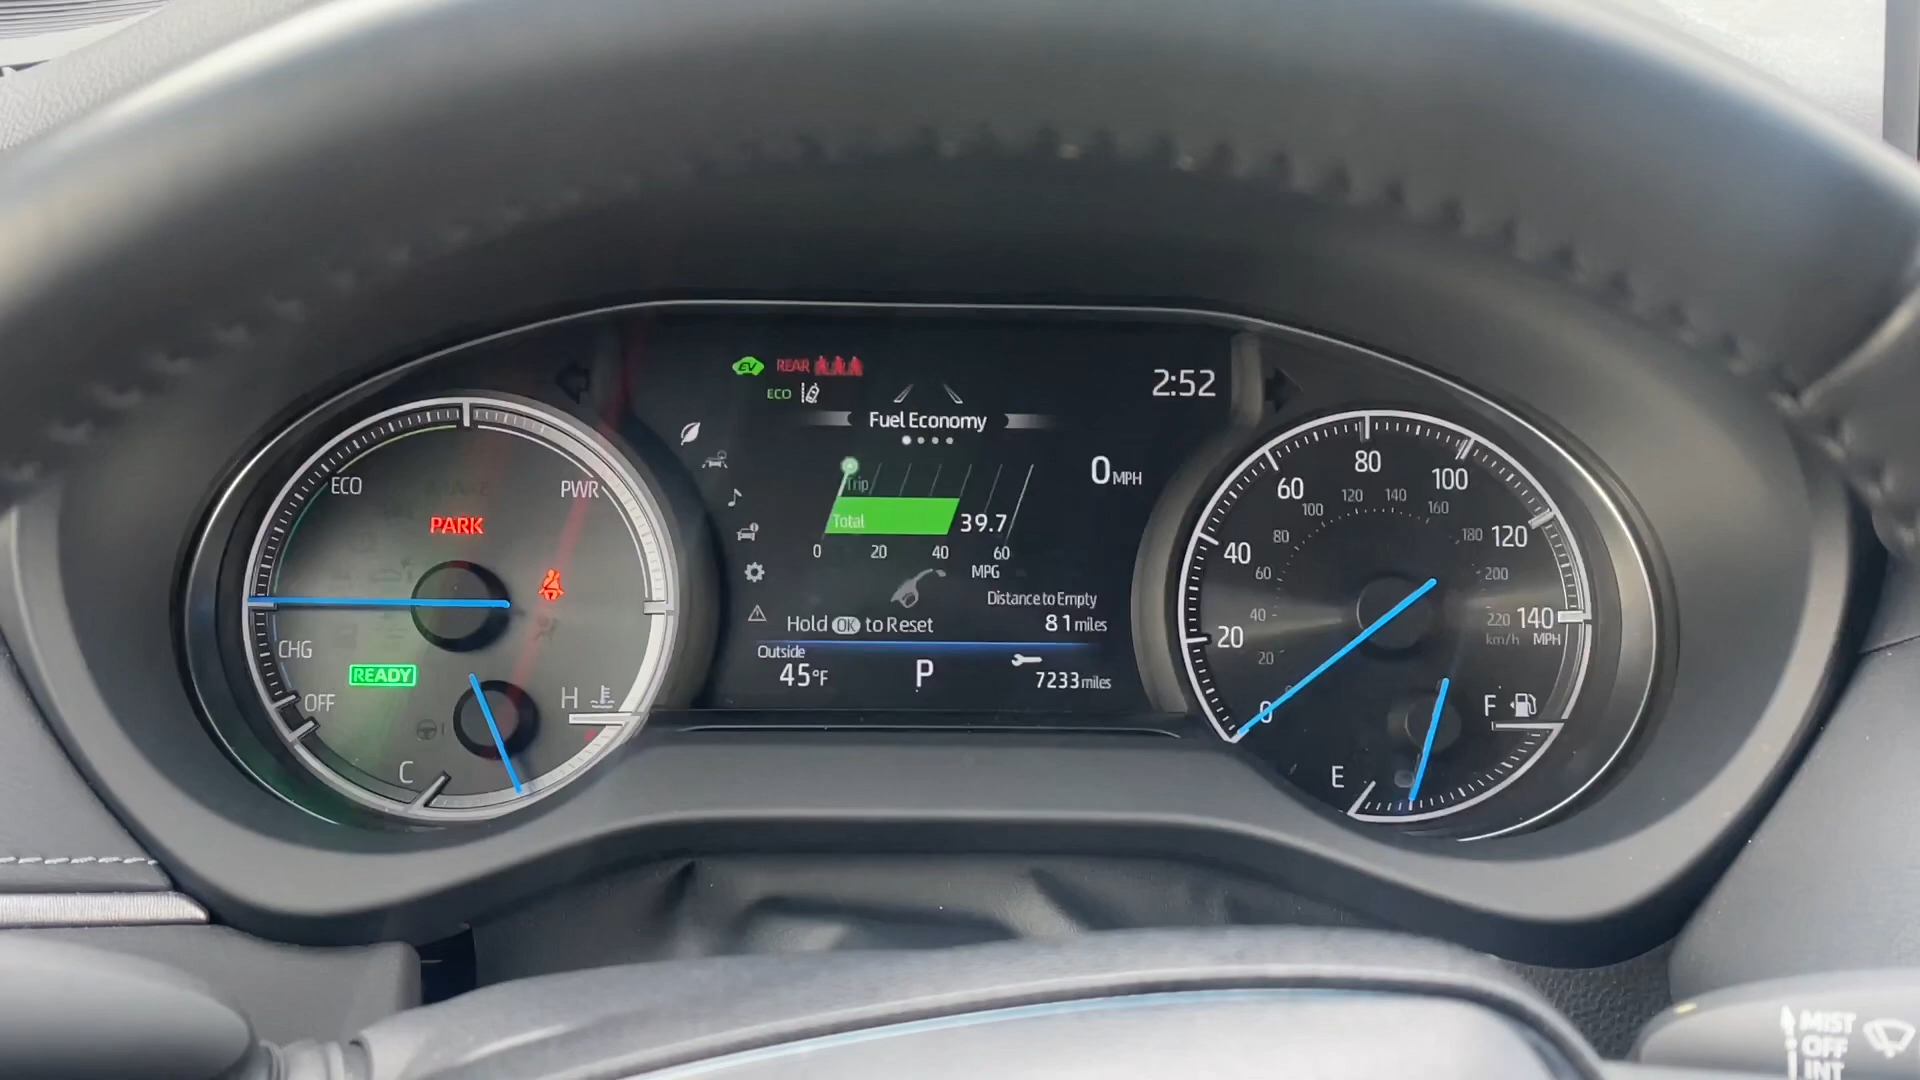 EV REAR
ECO
2:52
Fuel Economy
0 MPH
Trip
Total 39.7
0 20 40 60
MPG
Distance to Empty
81 miles
Hold OK to Reset
Outside
45°F
P
7233 miles
ECO
PWR
PARK
CHG
READY
OFF
H
C
0 20 40 60 80 100 120 140
MPH
20 40 60 80 100 120 140 160 180 200 220
km/h
F
E
MIST
OFF
INT